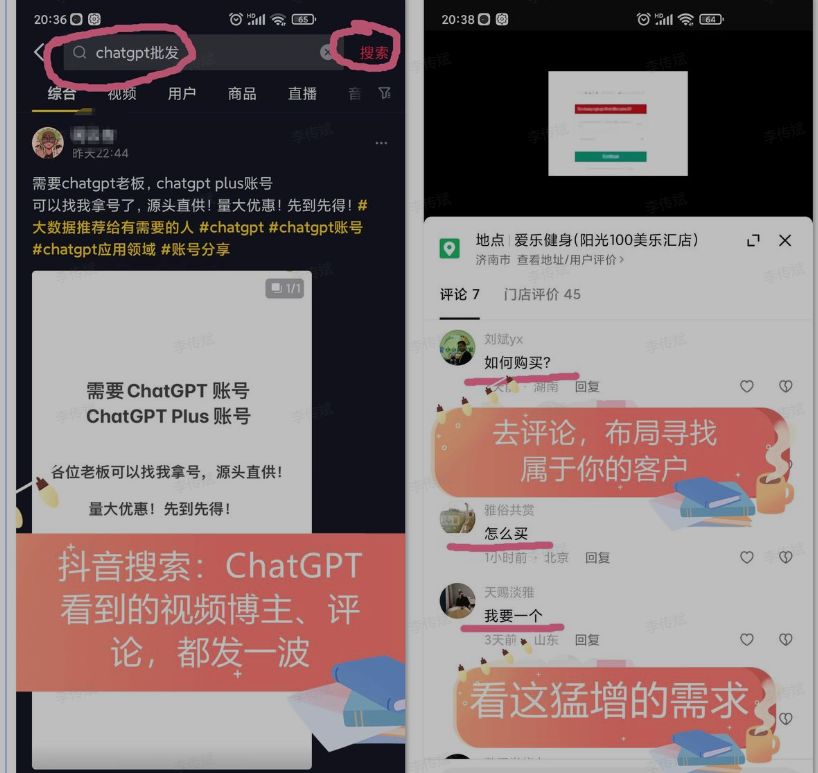 20:36
65
chatgpt批发
搜索
综合
视频
用户
商品
直播
音
昨天22:44
需要chatgpt老板，chatgpt plus账号
可以找我拿号了，源头直供！量大优惠！先到先得！#
大数据推荐给有需要的人 #chatgpt #chatgpt账号
#chatgpt应用领域 #账号分享
1/1
需要 ChatGPT 账号
ChatGPT Plus 账号
各位老板可以找我拿号，源头直供！
量大优惠！先到先得！
抖音搜索：ChatGPT
看到的视频博主、评
论，都发一波
20:38
64
地点 | 爱乐健身(阳光100美乐汇店)
济南市 查看地址/用户评价>
评论 7
门店评价 45
刘斌yx
如何购买?
湖南 回复
去评论，布局寻找
属于你的客户
雅俗共赏
怎么买
1小时前 · 北京 回复
天赐淡雅
我要一个
3天前 · 山东 回复
看这猛增的需求
李传斌